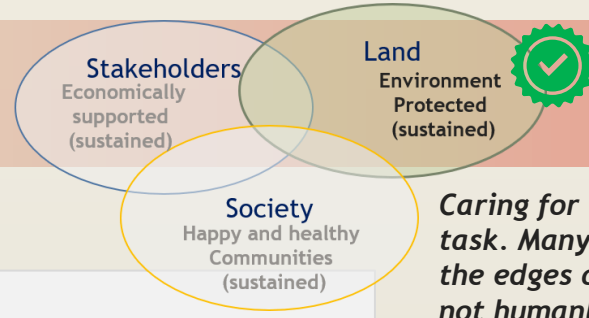 Stakeholders
Economically
supported
(sustained)
Land
Environment
Protected
(sustained)
Society
Happy and healthy
Communities
(sustained)
Caring for
task. Many
the edges
not